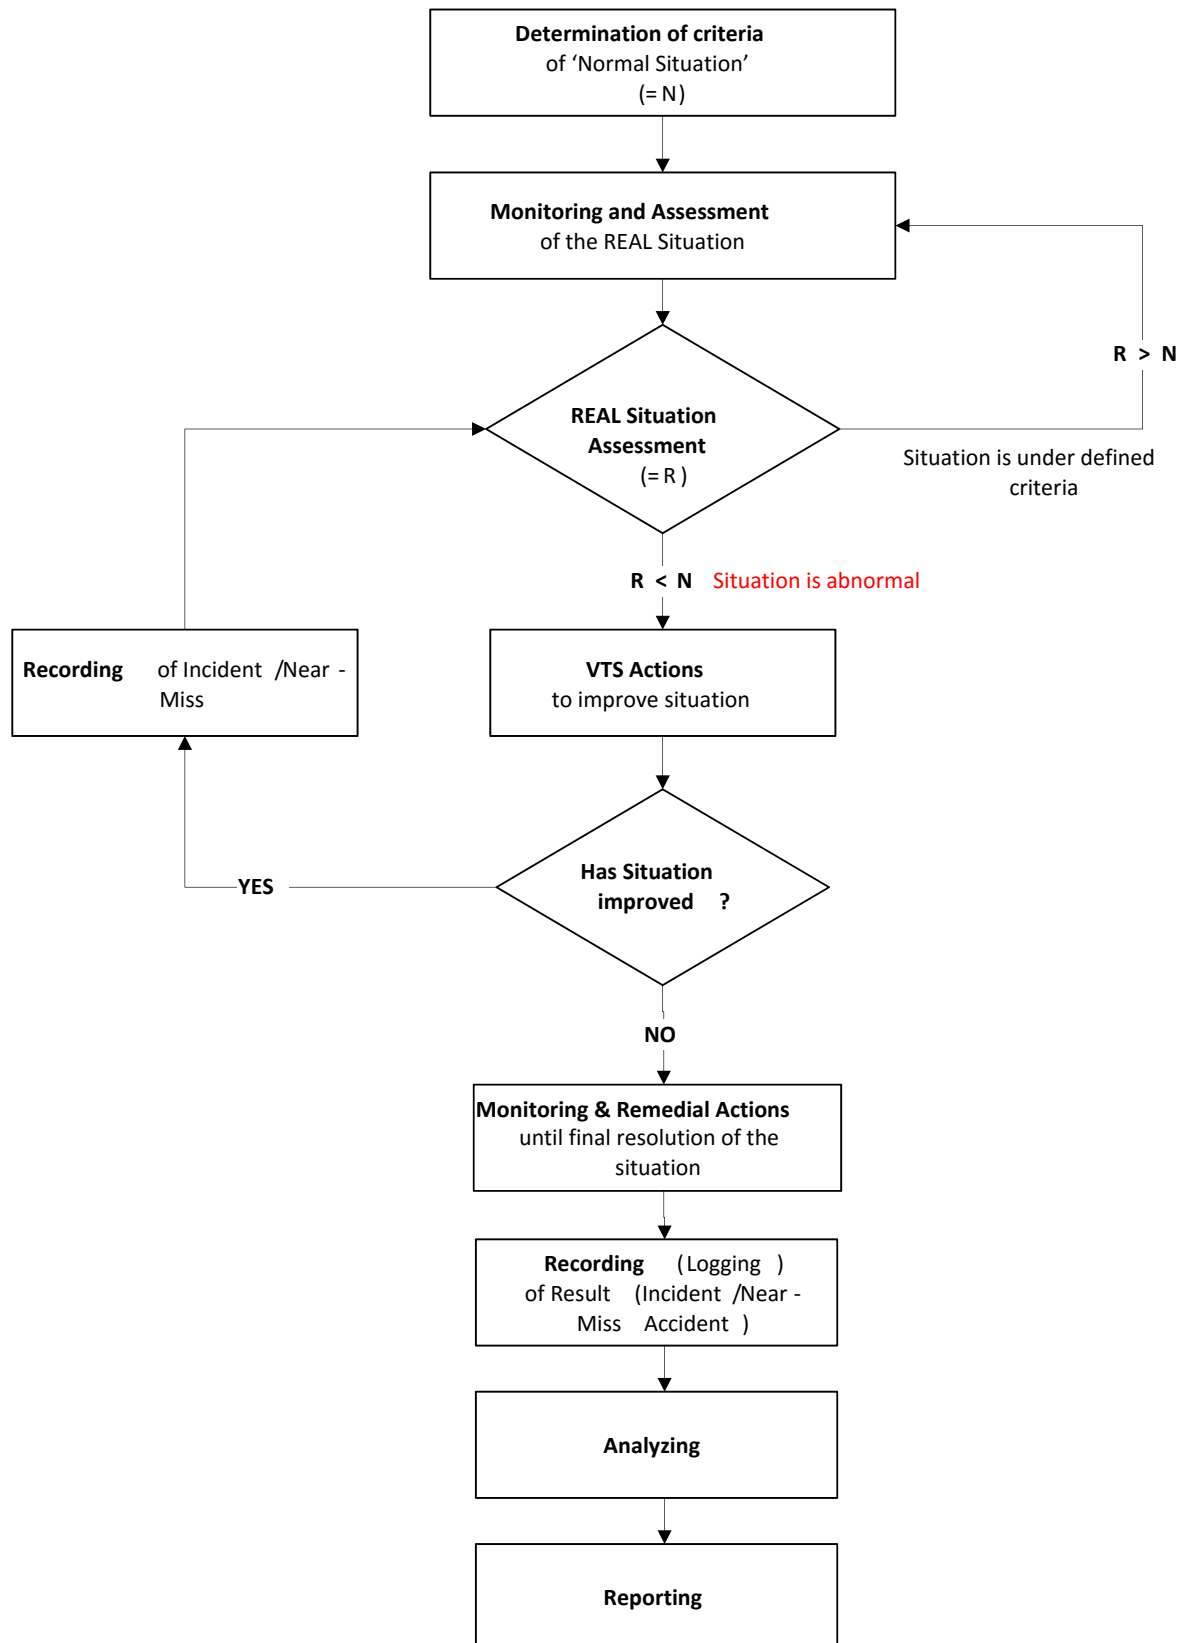 Determination of criteria
of ‘Normal Situation’
(= N)
Monitoring and Assessment
of the REAL Situation
R > N
REAL Situation
Assessment
(= R )
Situation is under defined
criteria
R < N Situation is abnormal
Recording of Incident /Near -
Miss
VTS Actions
to improve situation
Has Situation
improved ?
YES
NO
Monitoring & Remedial Actions
until final resolution of the
situation
Recording (Logging )
of Result (Incident /Near -
Miss Accident )
Analyzing
Reporting